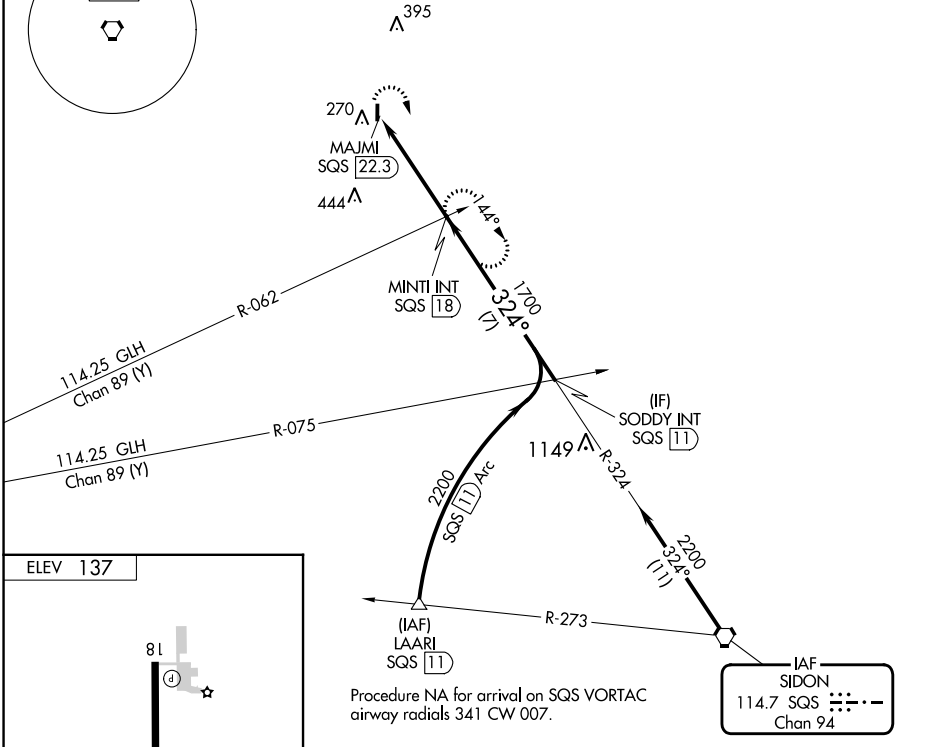 395
270
MAJMI
SQS 22.3
444
144°
MINTI INT
SQS 18
1700
324°
(7)
R-062
114.25 GLH
Chan 89 (Y)
R-075
114.25 GLH
Chan 89 (Y)
(IF)
SODDY INT
SQS 11
1149
R-324
2200
SQS 11 Arc
2200
324°
(11)
ELEV 137
R-273
(IAF)
LAARI
SQS 11
18
P
IAF
SIDON
114.7 SQS
Chan 94
Procedure NA for arrival on SQS VORTAC
airway radials 341 CW 007.